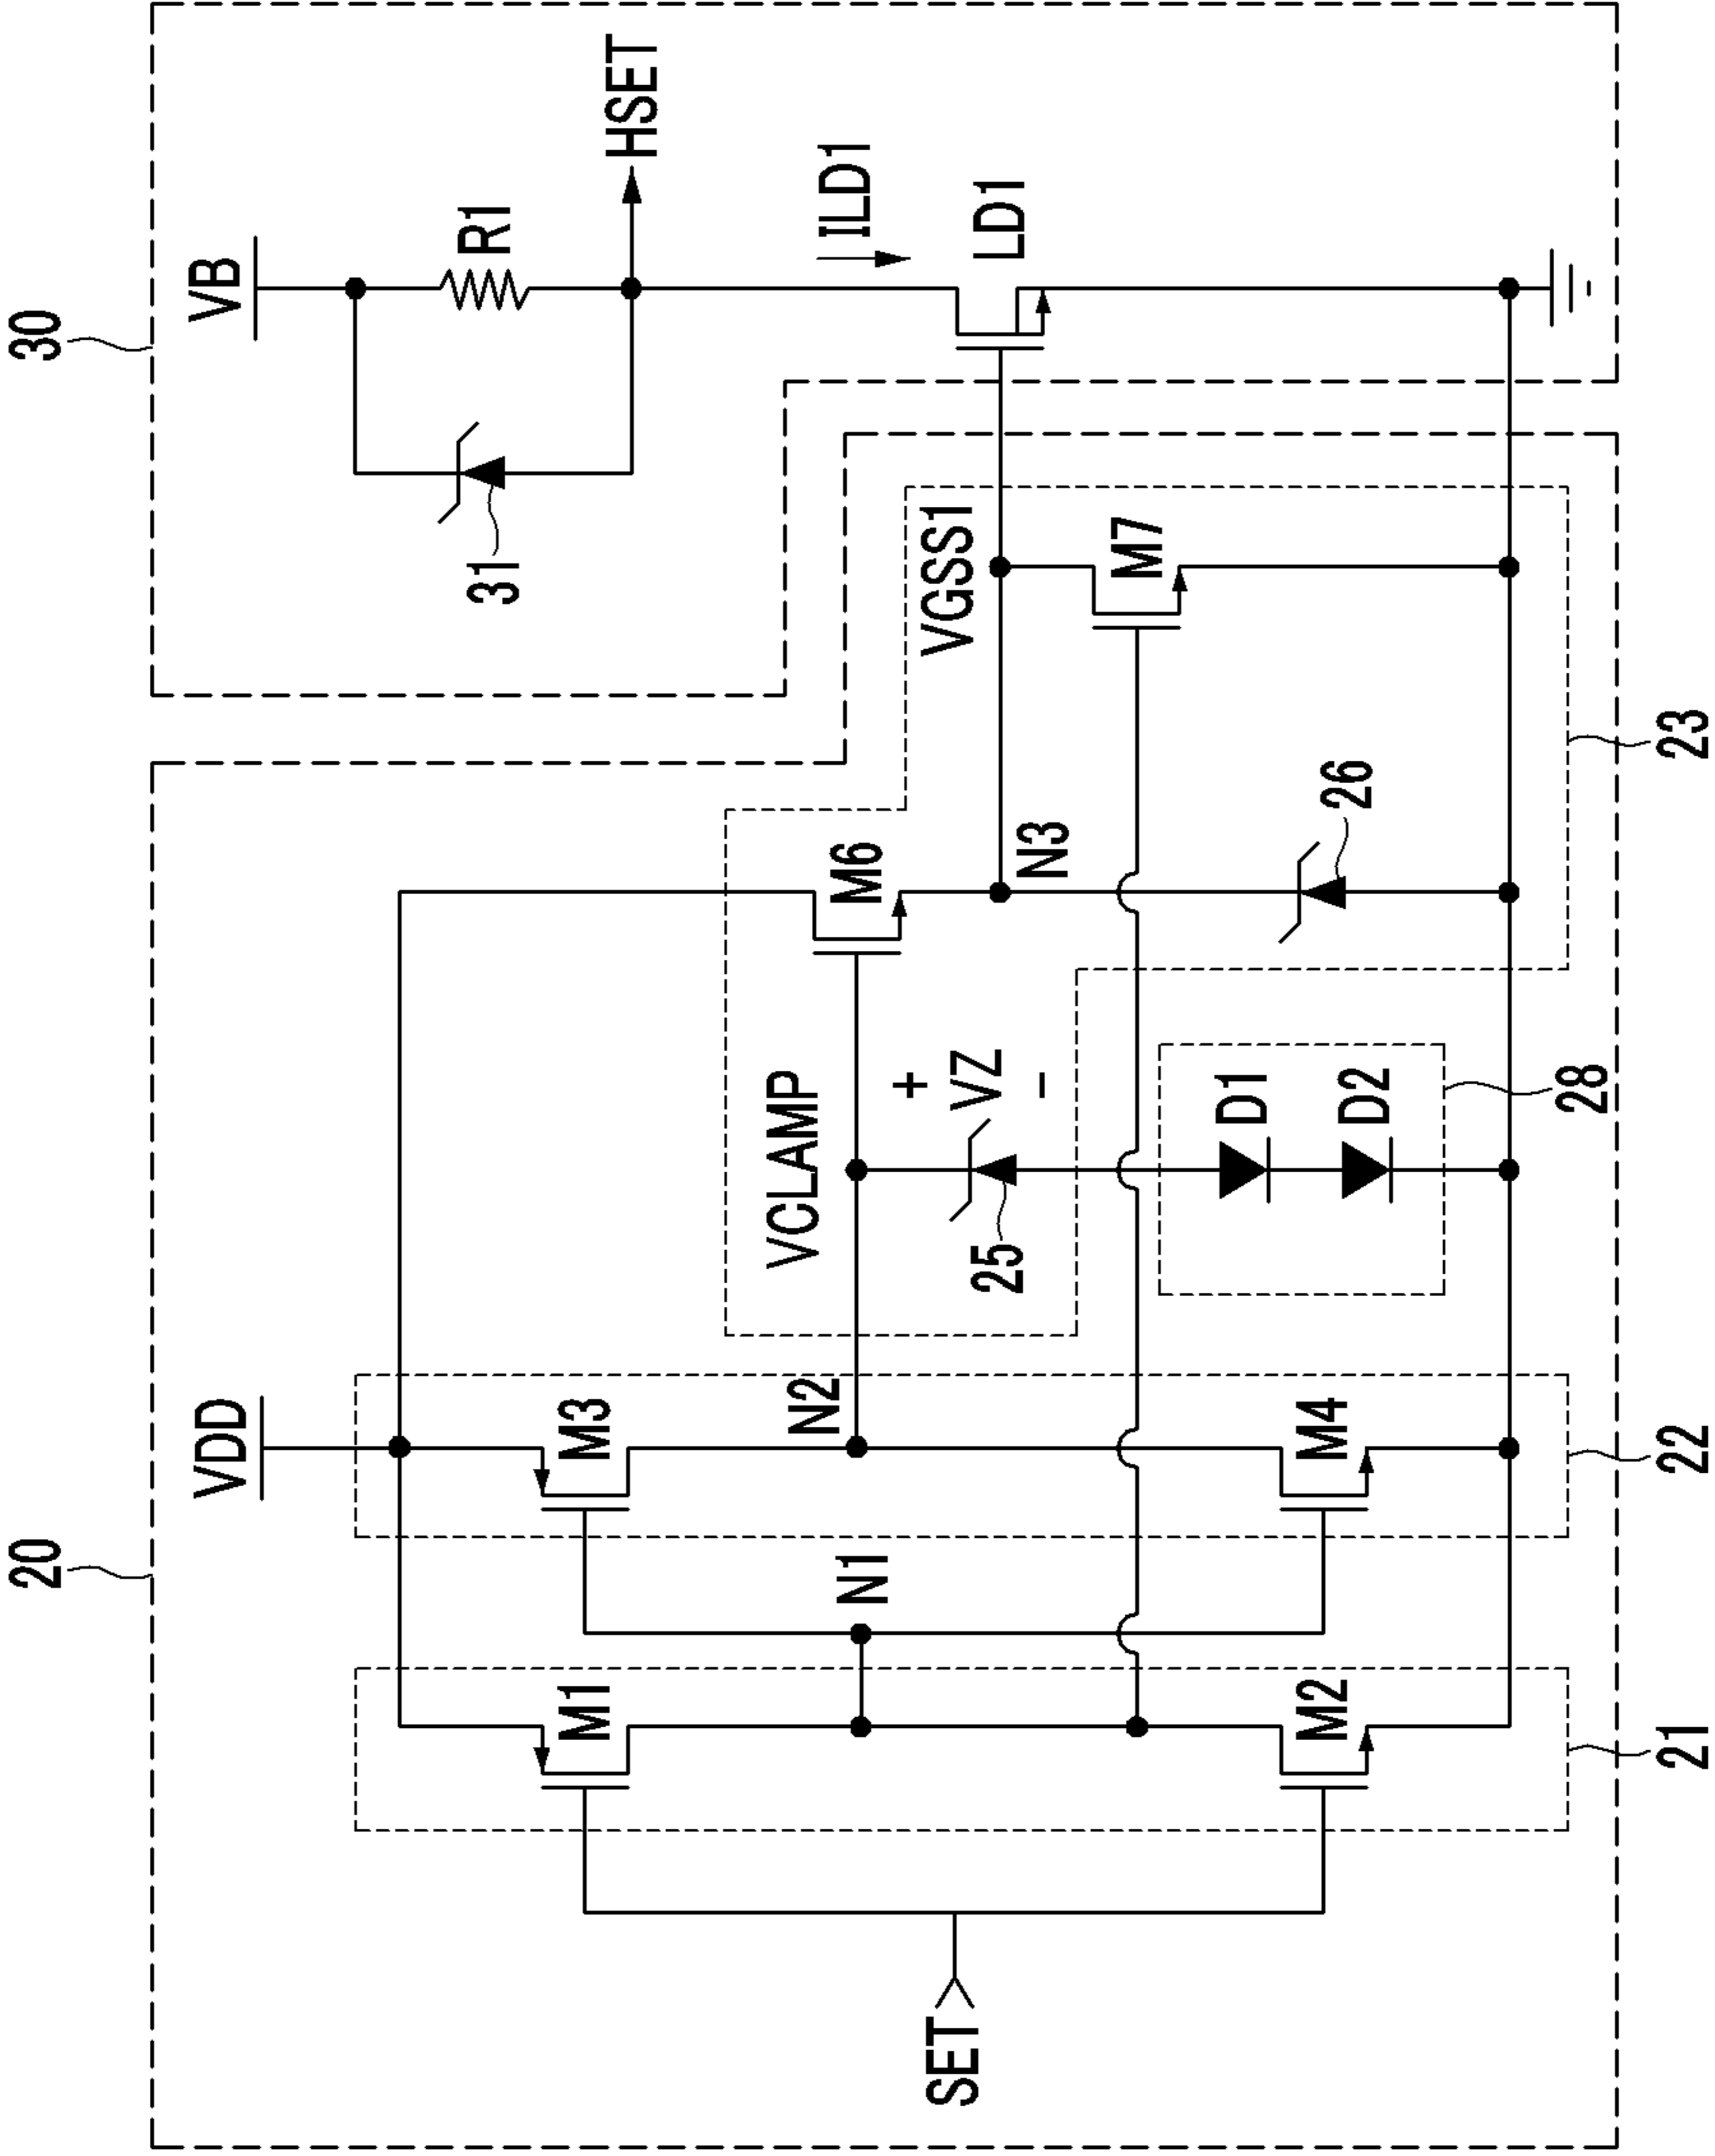 20
30
VDD
VB
31
R1
HSET
M1
M3
VCLAMP
M6
VGSS1
ILD1
SET
N1
N2
25
+
VZ
-
N3
M7
LD1
M2
M4
D1
D2
26
21
22
28
23